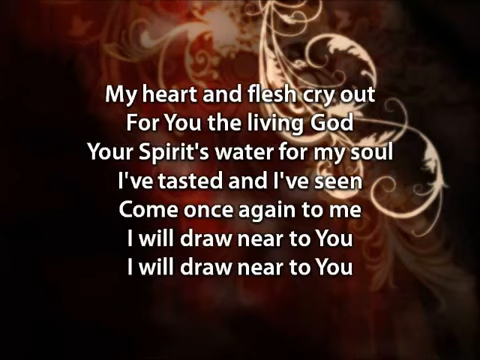 My heart and flesh cry out
For You the living God
Your Spirit's water for my soul
I've tasted and I've seen
Come once again to me
I will draw near to You
I will draw near to You